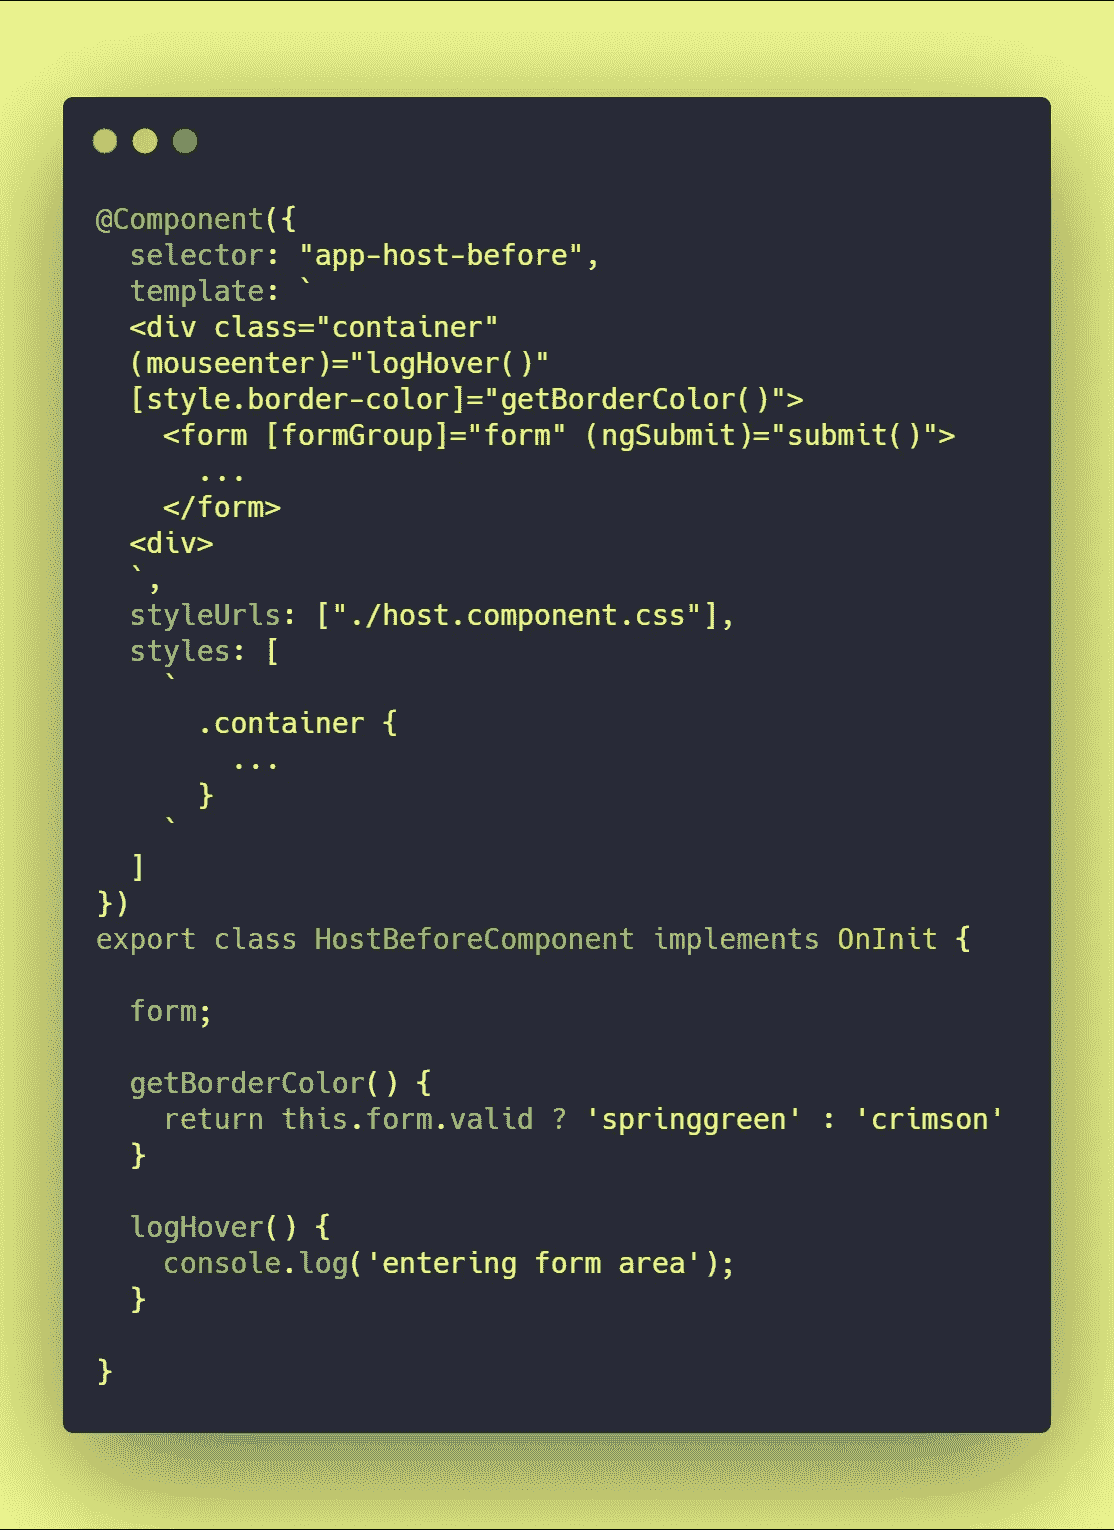 @Component({
  selector: "app-host-before",
  template: `
  <div class="container"
  (mouseenter)="logHover()"
  [style.border-color]="getBorderColor()">
    <form [formGroup]="form" (ngSubmit)="submit()">
      ...
    </form>
  <div>
  `,
  styleUrls: ["./host.component.css"],
  styles: [
    `
      .container {
        ...
      }
    `
  ]
})
export class HostBeforeComponent implements OnInit {

  form;

  getBorderColor() {
    return this.form.valid ? 'springgreen' : 'crimson'
  }

  logHover() {
    console.log('entering form area');
  }

}